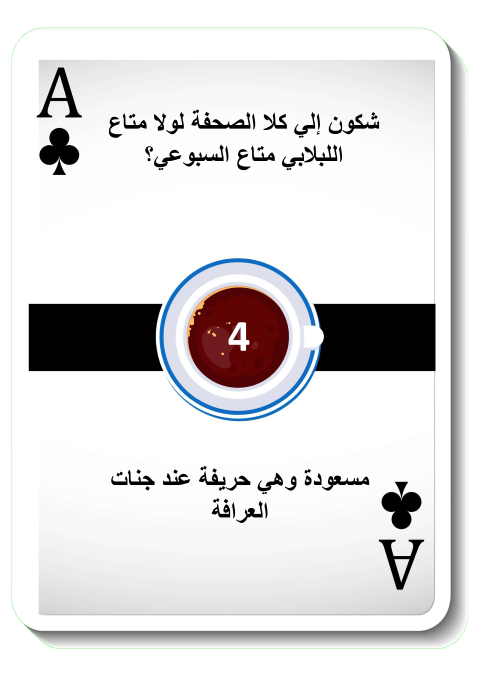 A
شكون إلي كلا الصحفة لولا متاع
اللبلابي متاع السبوعي؟
4
مسعودة وهي حريفة عند جنات
العرافة
A